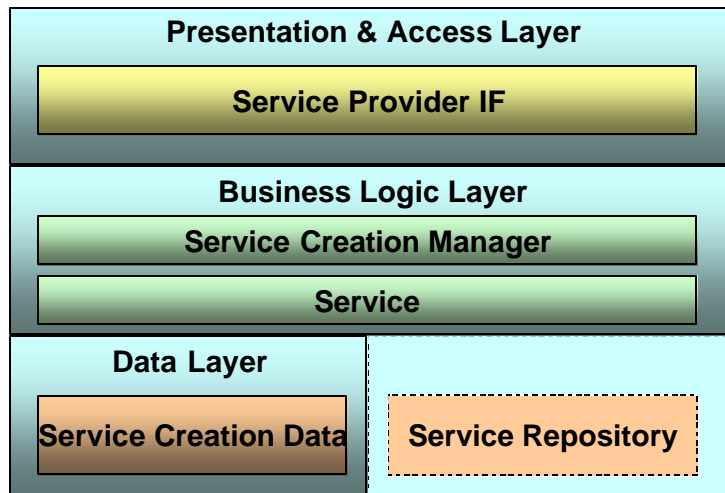 Presentation & Access Layer
Service Provider IF
Business Logic Layer
Service Creation Manager
Service
Data Layer
Service Creation Data
Service Repository